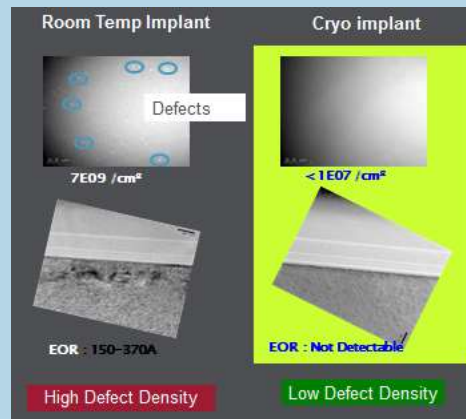 Room Temp Implant
Cryo implant
Defects
7E09 /cm²
<1E07 /cm²
EOR : 150-370A
EOR : Not Detectable
High Defect Density
Low Defect Density